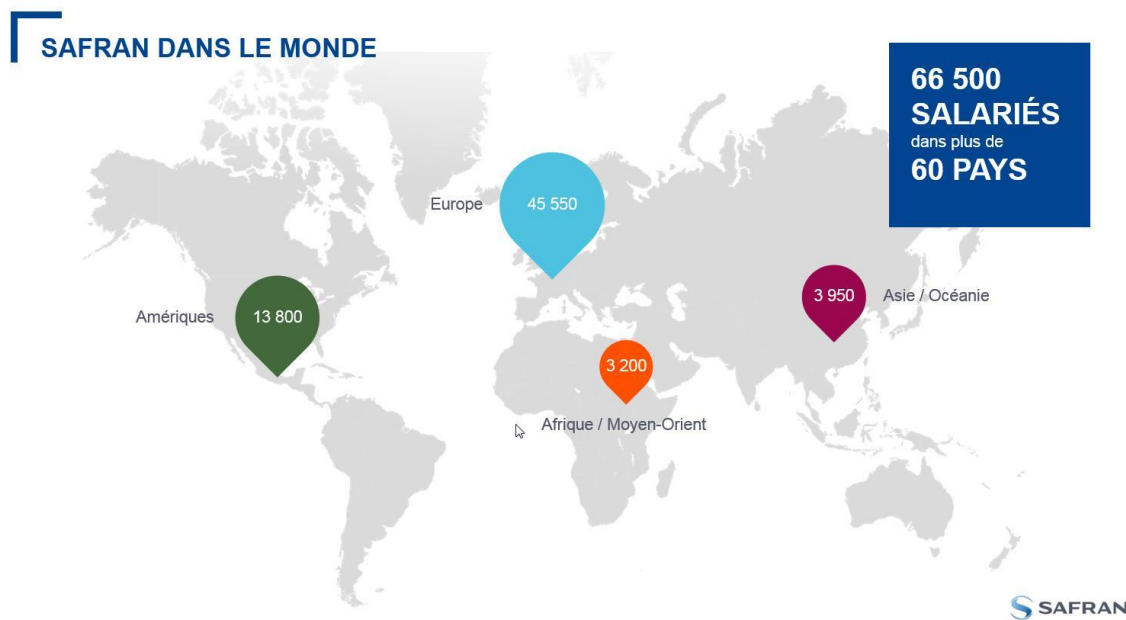 SAFRAN DANS LE MONDE
66 500
SALARIÉS
dans plus de
60 PAYS
Europe
45 550
Amériques
13 800
3 950
Asie / Océanie
3 200
Afrique / Moyen-Orient
SAFRAN